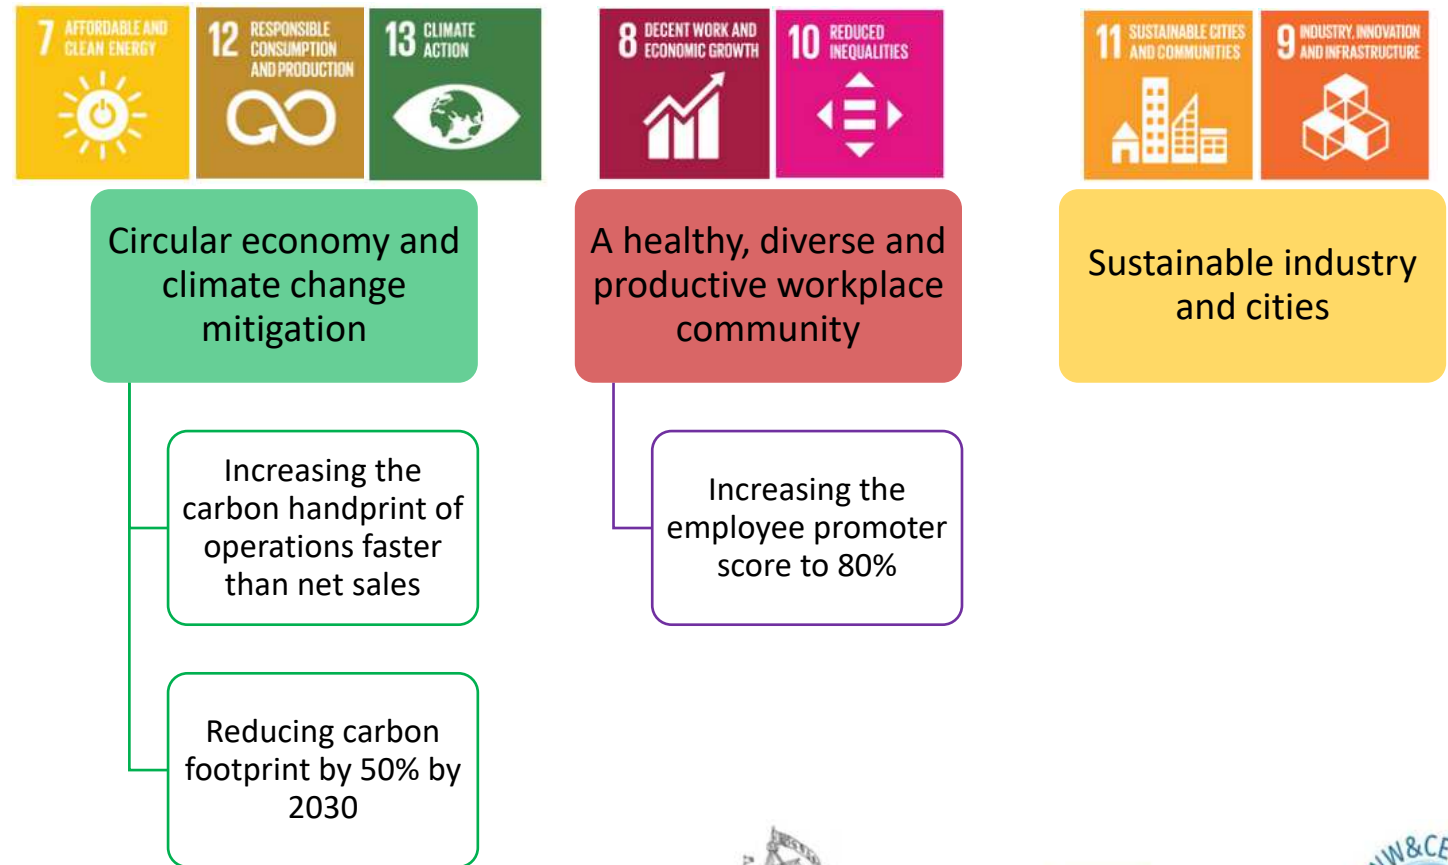 7 AFFORDABLE AND
CLEAN ENERGY
12 RESPONSIBLE
CONSUMPTION
AND PRODUCTION
13 CLIMATE
ACTION
8 DECENT WORK AND
ECONOMIC GROWTH
10 REDUCED
INEQUALITIES
11 SUSTAINABLE CITIES
AND COMMUNITIES
9 INDUSTRY, INNOVATION
AND INFRASTRUCTURE
Circular economy and
climate change
mitigation
A healthy, diverse and
productive workplace
community
Sustainable industry
and cities
Increasing the
carbon handprint of
operations faster
than net sales
Increasing the
employee promoter
score to 80%
Reducing carbon
footprint by 50% by
2030